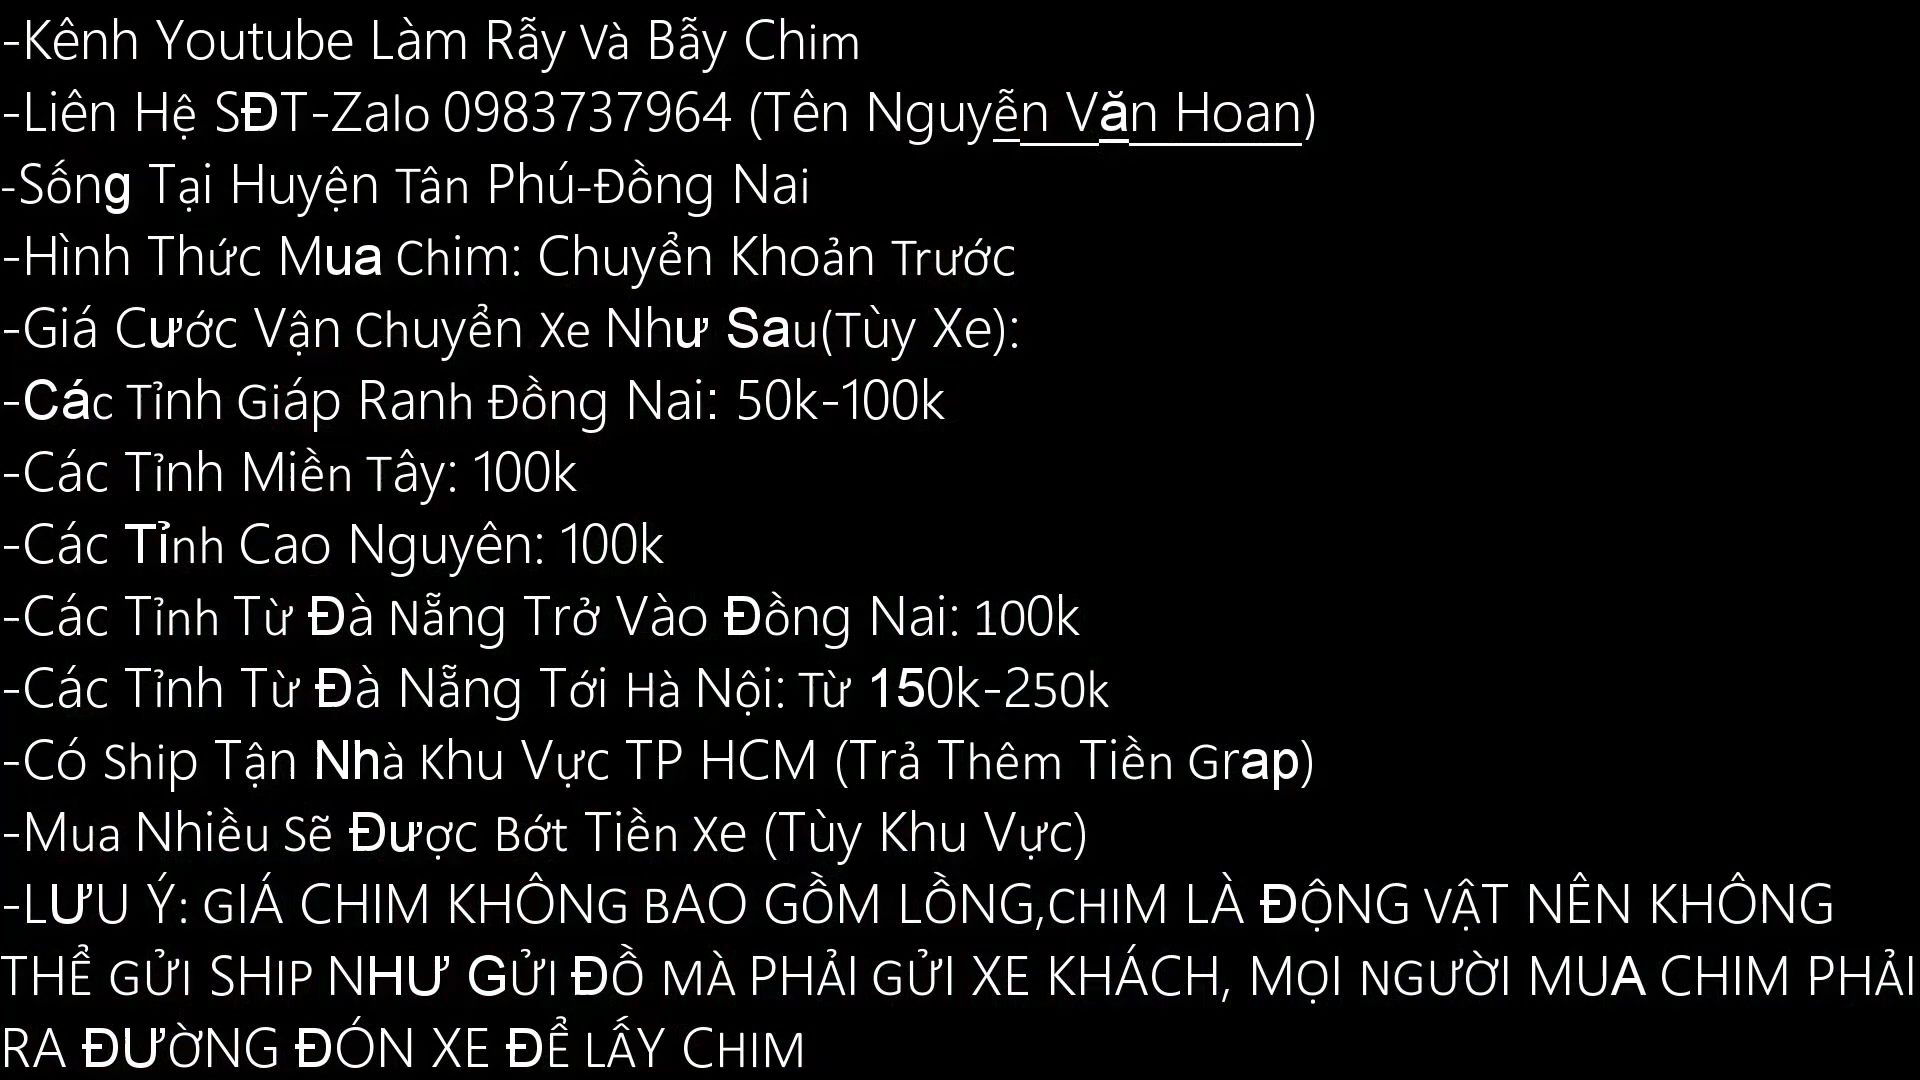 -Kênh Youtube Làm Rẫy Và Bẫy Chim
-Liên Hệ SĐT-Zalo 0983737964 (Tên Nguyễn Văn Hoan)
-Sống Tại Huyện Tân Phú-Đồng Nai
-Hình Thức Mua Chim: Chuyển Khoản Trước
-Giá Cước Vận Chuyển Xe Như Sau(Tùy Xe):
-Các Tỉnh Giáp Ranh Đồng Nai: 50k-100k
-Các Tỉnh Miền Tây: 100k
-Các Tỉnh Cao Nguyên: 100k
-Các Tỉnh Từ Đà Nẵng Trở Vào Đồng Nai: 100k
-Các Tỉnh Từ Đà Nẵng Tới Hà Nội: Từ 150k-250k
-Có Ship Tận Nhà Khu Vực TP HCM (Trả Thêm Tiền Grap)
-Mua Nhiều Sẽ Được Bớt Tiền Xe (Tùy Khu Vực)
-LƯU Ý: GIÁ CHIM KHÔNG BAO GỒM LỒNG,CHIM LÀ ĐỘNG VẬT NÊN KHÔNG
THỂ GỬI SHIP NHƯ GỬI ĐỒ MÀ PHẢI GỬI XE KHÁCH, MỌI NGƯỜI MUA CHIM PHẢI
RA ĐƯỜNG ĐÓN XE ĐỂ LẤY CHIM